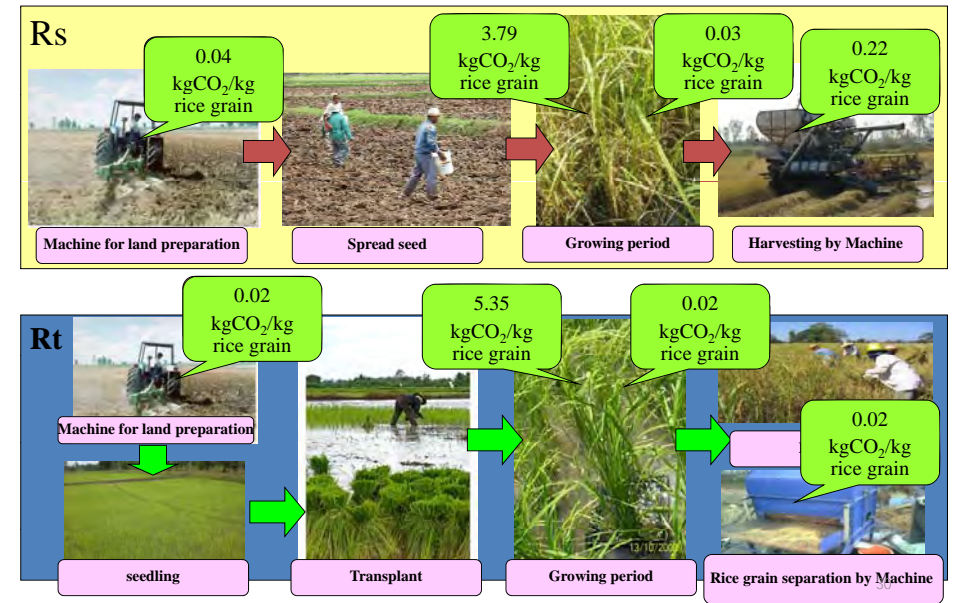 Rs
0.04
kgCO₂/kg
rice grain
3.79
kgCO₂/kg
rice grain
0.03
kgCO₂/kg
rice grain
0.22
kgCO₂/kg
rice grain
Machine for land preparation
Spread seed
Growing period
Harvesting by Machine
Rt
0.02
kgCO₂/kg
rice grain
5.35
kgCO₂/kg
rice grain
0.02
kgCO₂/kg
rice grain
Machine for land preparation
0.02
kgCO₂/kg
rice grain
seedling
Transplant
Growing period
Rice grain separation by Machine